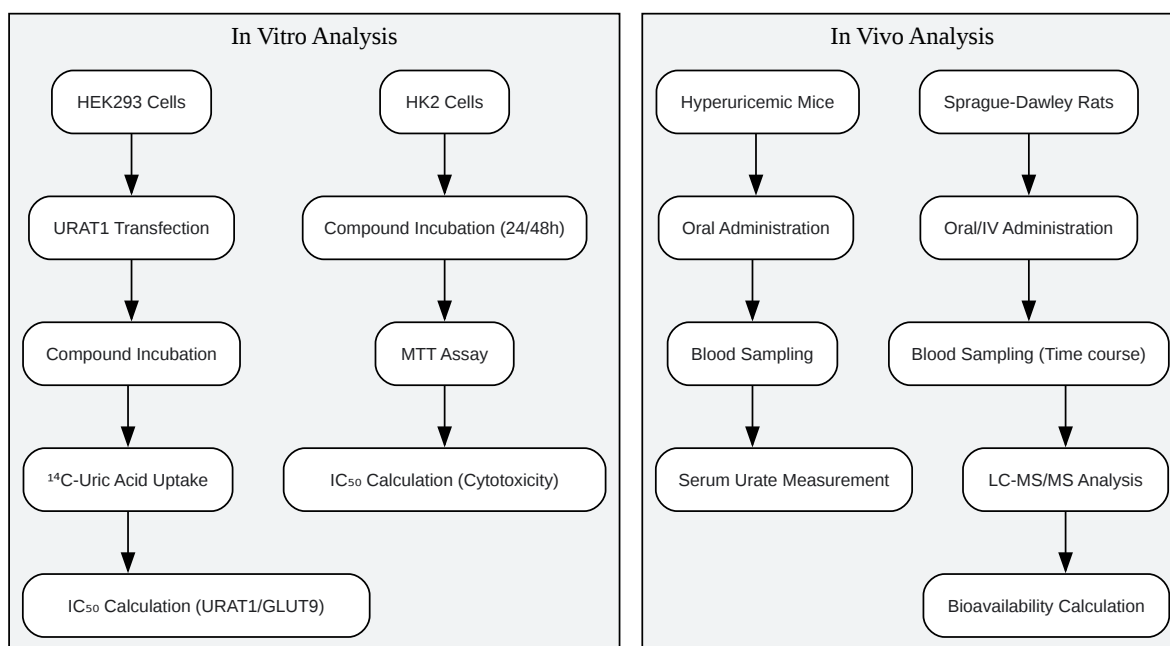 In Vitro Analysis
HEK293 Cells
URAT1 Transfection
Compound Incubation
¹⁴C-Uric Acid Uptake
IC₅₀ Calculation (URAT1/GLUT9)
HK2 Cells
Compound Incubation (24/48h)
MTT Assay
IC₅₀ Calculation (Cytotoxicity)
In Vivo Analysis
Hyperuricemic Mice
Oral Administration
Blood Sampling
Serum Urate Measurement
Sprague-Dawley Rats
Oral/IV Administration
Blood Sampling (Time course)
LC-MS/MS Analysis
Bioavailability Calculation